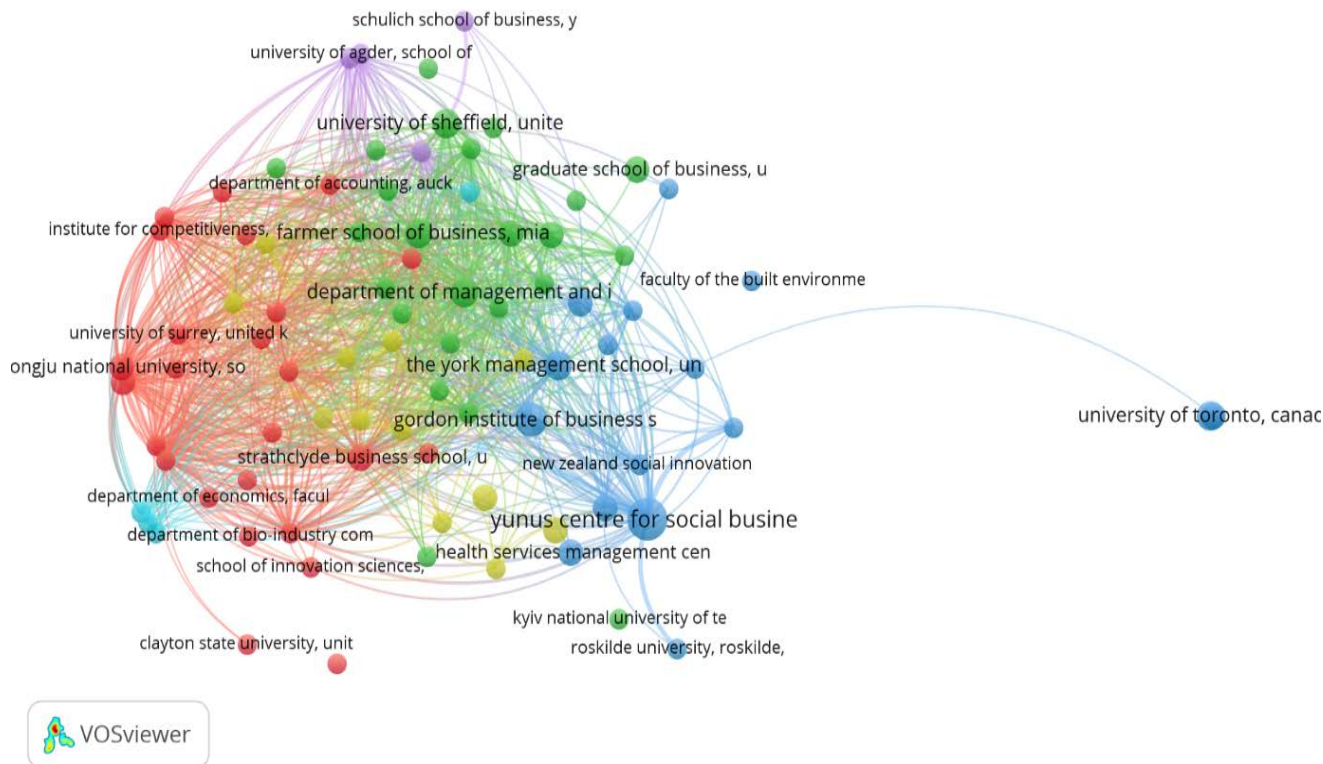 schulich school of business, y
university of agder, school of
university of sheffield, unite
graduate school of business, u
department of accounting, auck
institute for competitiveness,
farmer school of business, mia
faculty of the built environme
department of management and i
university of surrey, united k
ongju national university, so
the york management school, un
university of toronto, canad
gordon institute of business s
strathclyde business school, u
new zealand social innovation
department of economics, facul
yunus centre for social busine
department of bio-industry com
health services management cen
school of innovation sciences,
kyiv national university of te
clayton state university, unit
roskilde university, roskilde,
VOSviewer